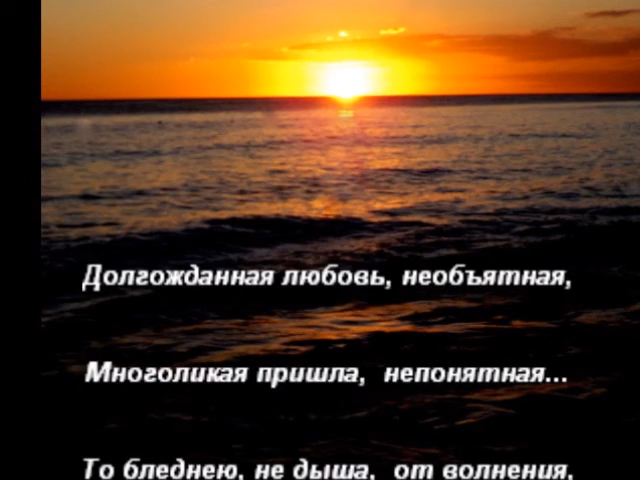 Долгожданная любовь, необъятная,
Многоликая пришла, непонятная...
То бледнею, не дыша, от волнения,